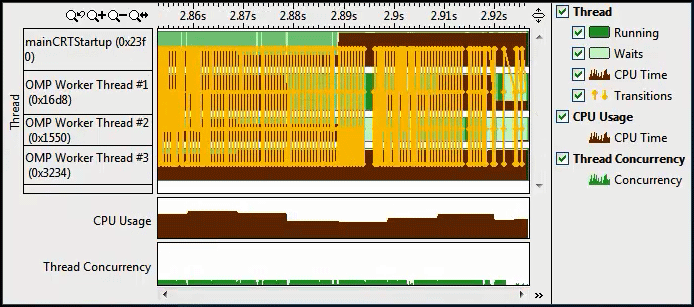 2.86s 2.87s 2.88s 2.89s 2.9s 2.91s 2.92s
Thread
mainCRTStartup (0x23f
0)
OMP Worker Thread #1
(0x16d8)
OMP Worker Thread #2
(0x1550)
OMP Worker Thread #3
(0x3234)
CPU Usage
Thread Concurrency
Thread
Running
Waits
CPU Time
Transitions
CPU Usage
CPU Time
Thread Concurrency
Concurrency